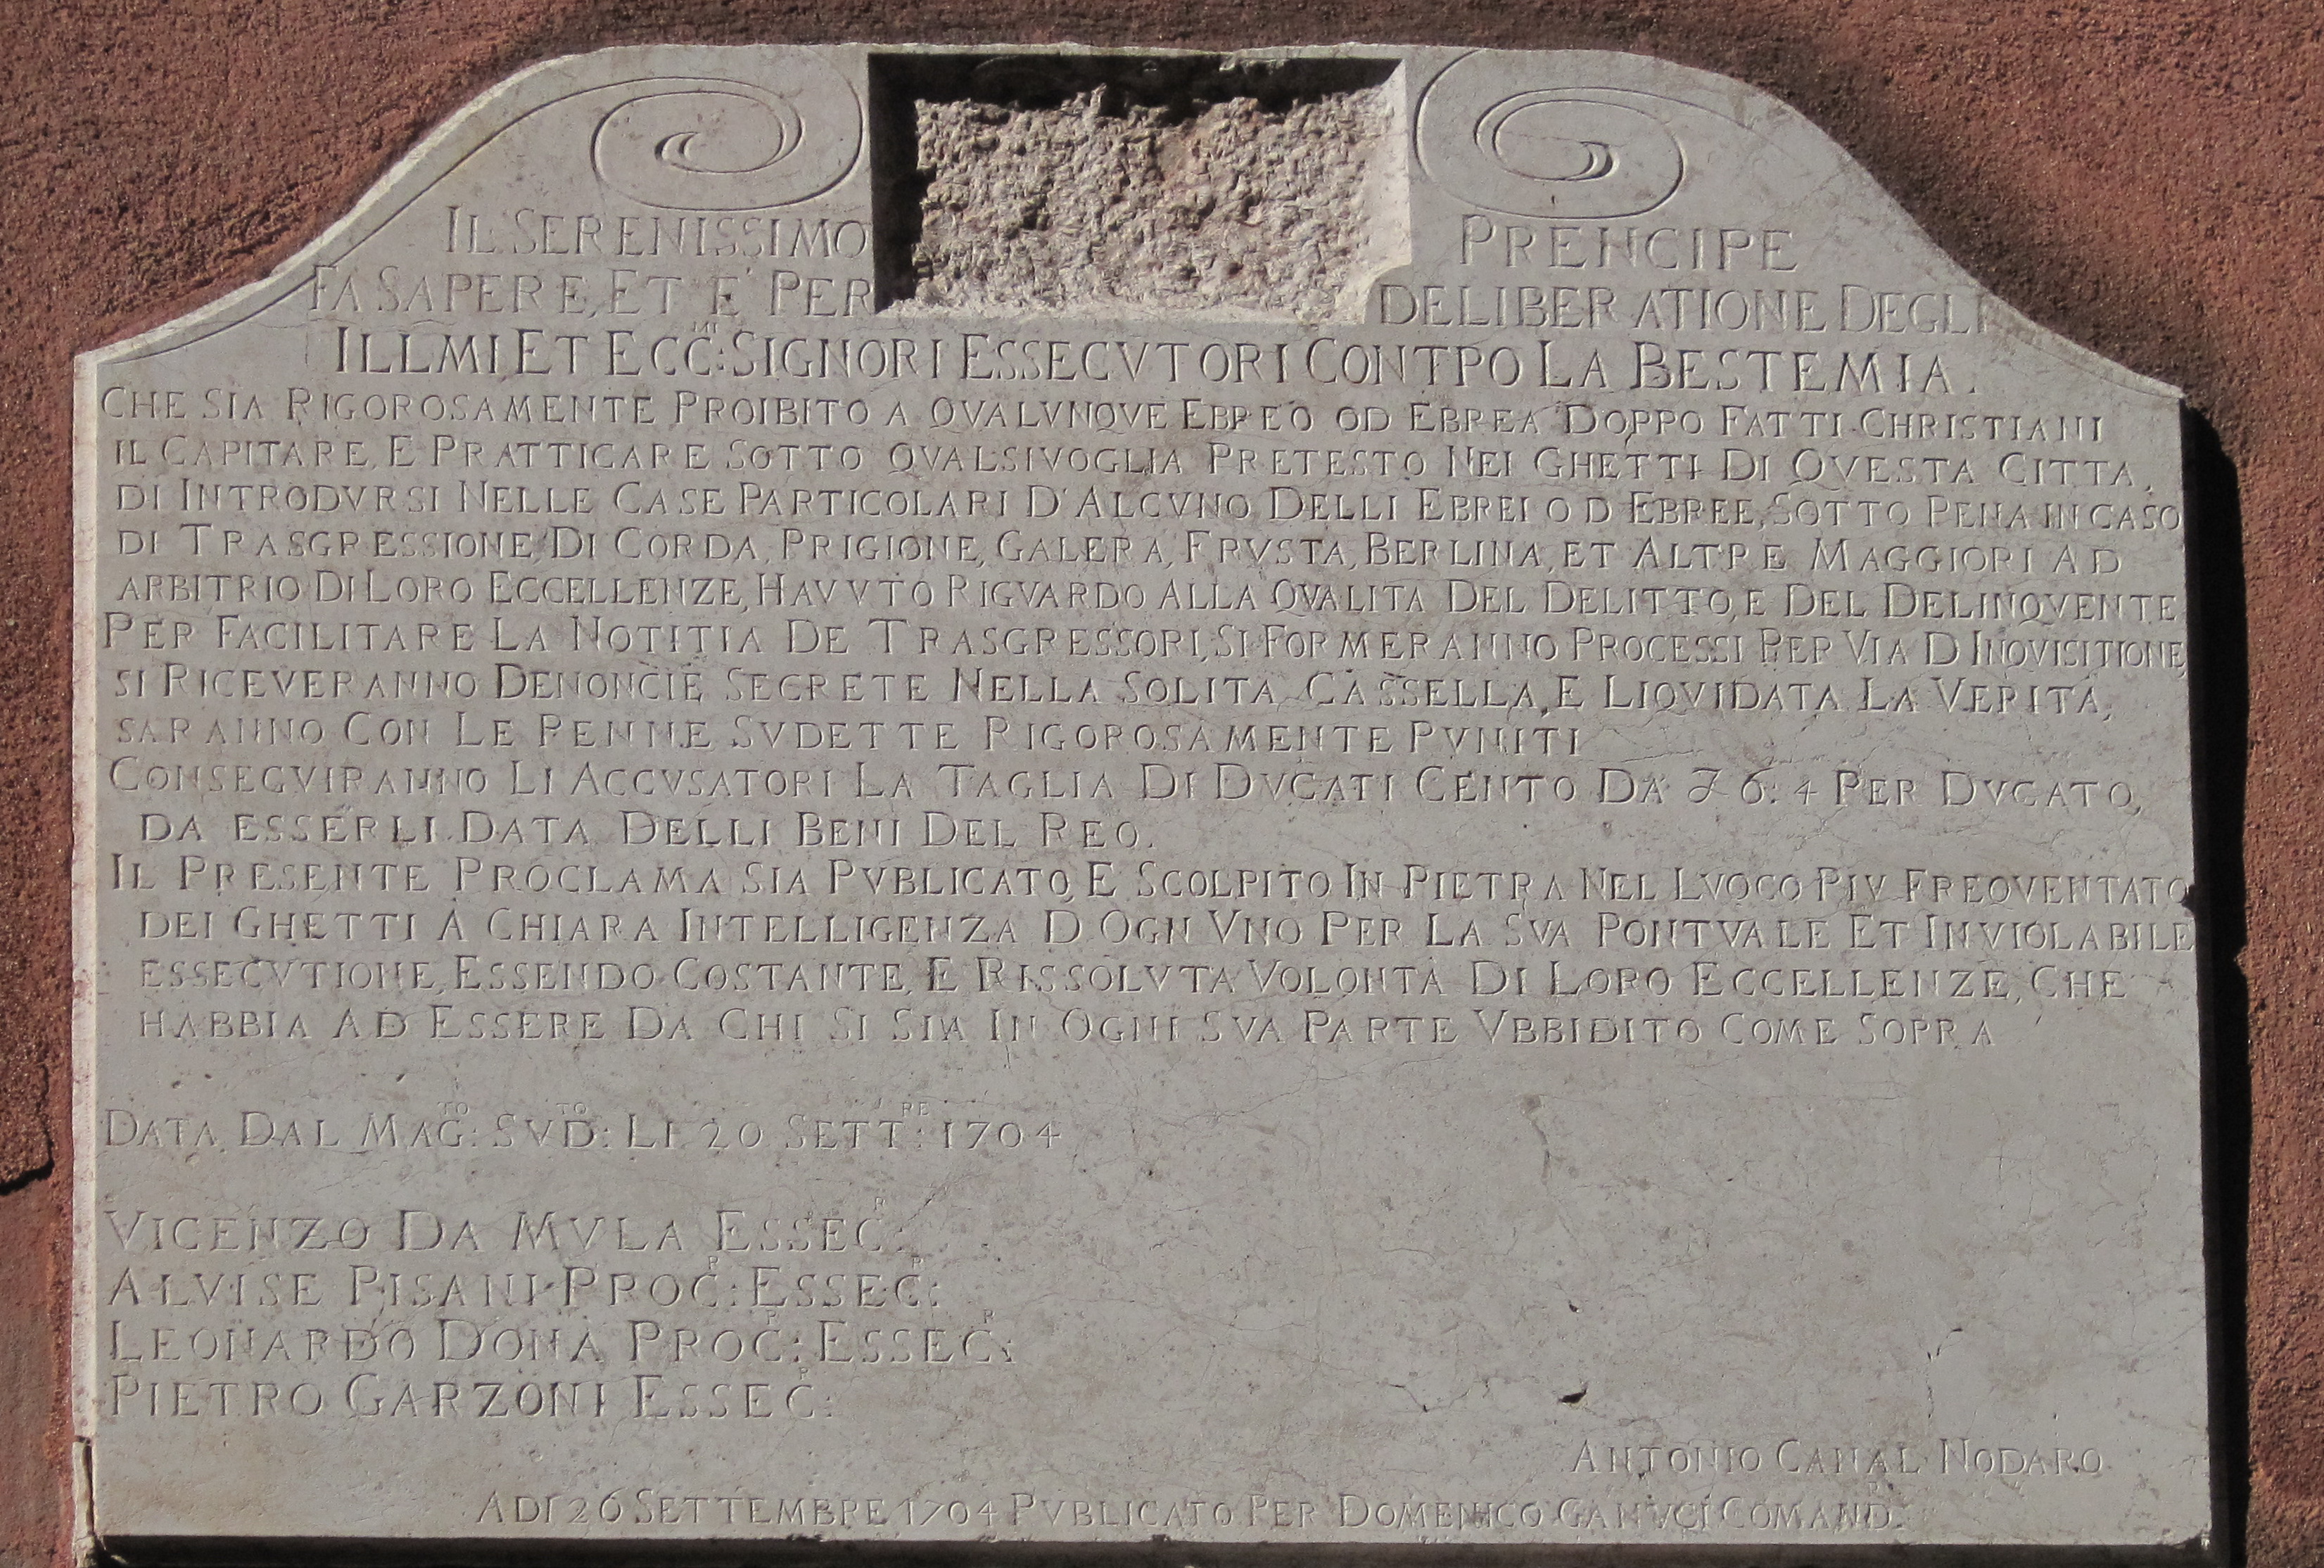 IL SERENISSIMO PRENCIPE
FA SAPERE, ET E' PER DELIBERATIONE DEGLI
ILLMI ET ECC:MI SIGNORI ESSECVTORI CONTPO LA BESTEMIA.
CHE SIA RIGOROSAMENTE PROIBITO A QVALVNQVE EBREO OD EBREA DOPPO FATTI CHRISTIANI
IL CAPITARE, E PRATTICARE SOTTO QVALSIVOGLIA PRETESTO NEI GHETTI DI QVESTA CITTA,
DI INTRODVRSI NELLE CASE PARTICOLARI D'ALCVNO DELLI EBREI OD EBREE, SOTTO PENA IN CASO
DI TRASGRESSIONE, DI CORDA, PRIGIONE, GALERA, FRVSTA, BERLINA, ET ALTRE MAGGIORI AD
ARBITRIO DI LORO ECCELLENZE, HAVVTO RIGVARDO ALLA QVALITA DEL DELITTO, E DEL DELINQVENTE
PER FACILITARE LA NOTITIA DE TRASGRESSORI, SI FORMERANNO PROCESSI PER VIA D INQVISITIONE,
SI RICEVERANNO DENONCIE SEGRETE NELLA SOLITA CASSELLA, E LIQVIDATA LA VERITA,
SARANNO CON LE PENNE SVDETTE RIGOROSAMENTE PVNITI
CONSEGVIRANNO LI ACCVSATORI LA TAGLIA DI DVCATI CENTO DA 6:4 PER DVCATO,
DA ESSERLI DATA DELLI BENI DEL REO.
IL PRESENTE PROCLAMA SIA PVBLICATO, E SCOLPITO IN PIETRA NEL LVOCO PIV FREQVENTATO
DEI GHETTI A CHIARA INTELLIGENZA D OGN VNO PER LA SVA PONTVALE ET INVIOLABILE
ESSECVTIONE, ESSENDO COSTANTE, E RISSOLVTA VOLONTA DI LORO ECCELLENZE, CHE
HABBIA AD ESSERE DA CHI SI SIA IN OGNI SVA PARTE VBBIDITO COME SOPRA
DATA DAL MAG:TO SVD:TO LI 20 SETT:RE 1704
VICENZO DA MVLA ESSEC:R
ALVISE PISANI PROC:R ESSEC:R
LEONARDO DONA PROC:R ESSEC:R
PIETRO GARZONI ESSEC:R
ANTONIO CANAL NODARO
ADI 26 SETTEMBRE 1704 PVBLICATO PER DOMENICO GANVCI COMAND.R